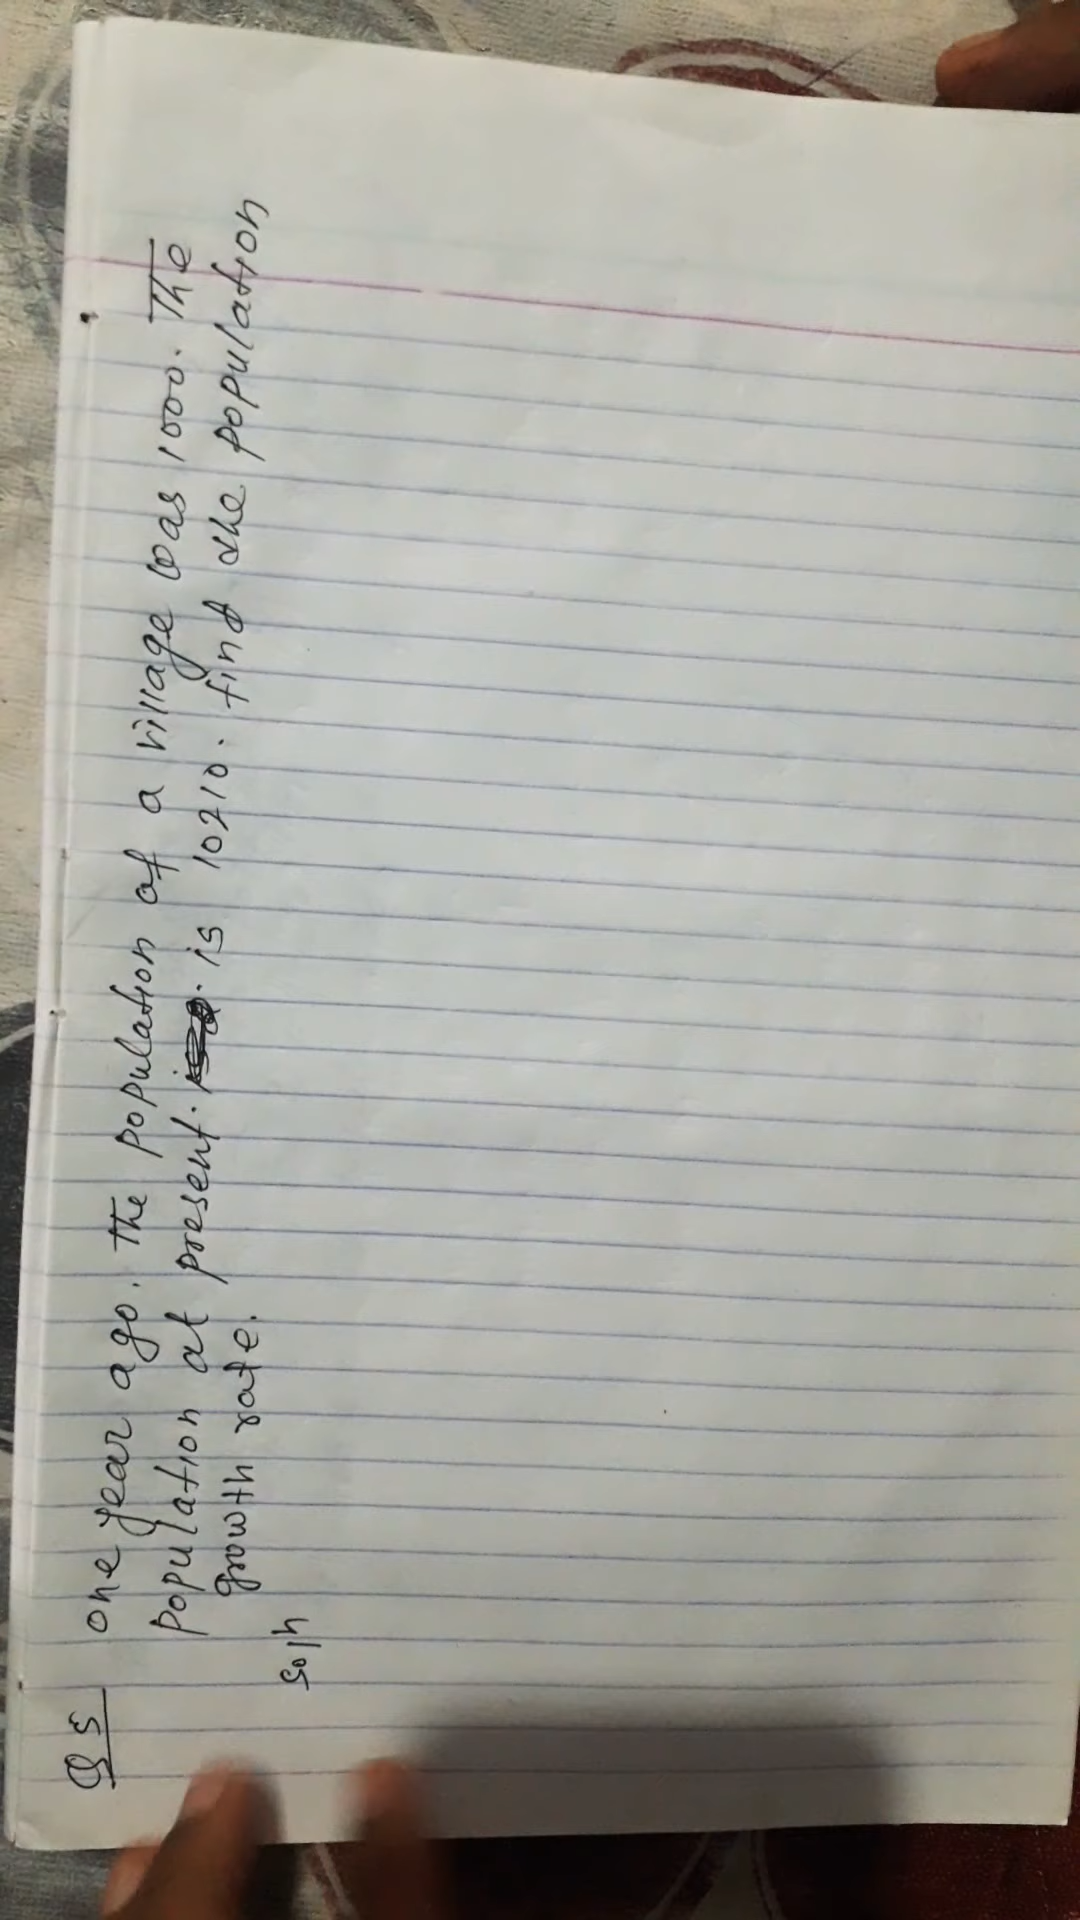 Q5 one year ago. the population of a village was 1000. The
population at present. is 10210. find the population
growth rate.
Soln